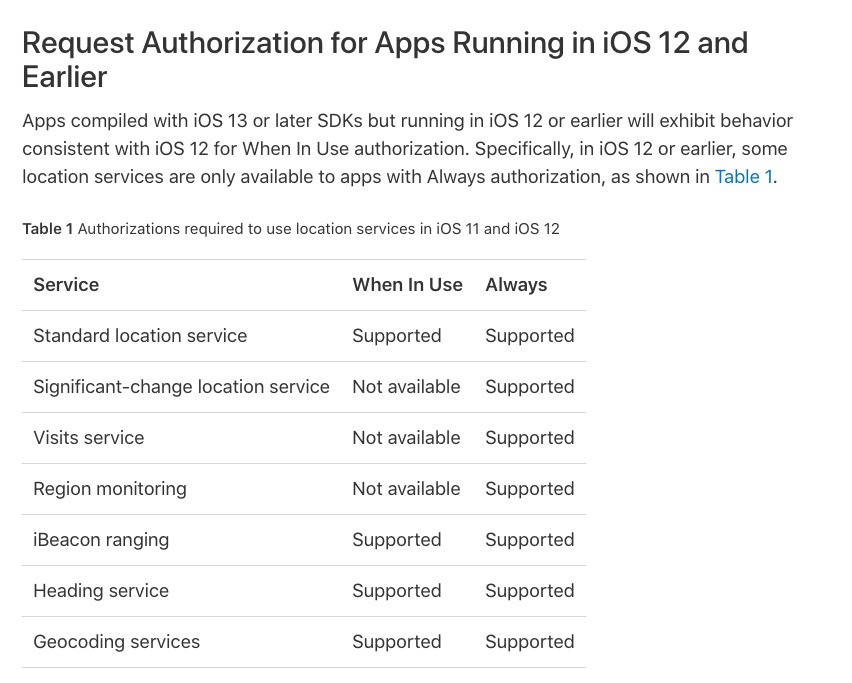 Request Authorization for Apps Running in iOS 12 and
Earlier
Apps compiled with iOS 13 or later SDKs but running in iOS 12 or earlier will exhibit behavior
consistent with iOS 12 for When In Use authorization. Specifically, in iOS 12 or earlier, some
location services are only available to apps with Always authorization, as shown in Table 1.
Table 1 Authorizations required to use location services in iOS 11 and iOS 12
Service When In Use Always
Standard location service Supported Supported
Significant-change location service Not available Supported
Visits service Not available Supported
Region monitoring Not available Supported
iBeacon ranging Supported Supported
Heading service Supported Supported
Geocoding services Supported Supported